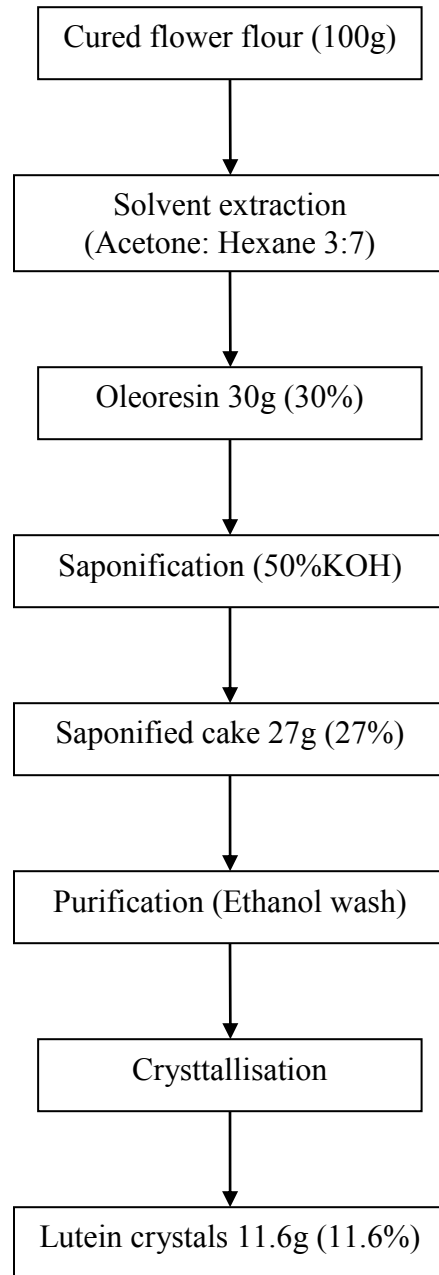 Cured flower flour (100g)
Solvent extraction
(Acetone: Hexane 3:7)
Oleoresin 30g (30%)
Saponification (50%KOH)
Saponified cake 27g (27%)
Purification (Ethanol wash)
Crysttallisation
Lutein crystals 11.6g (11.6%)